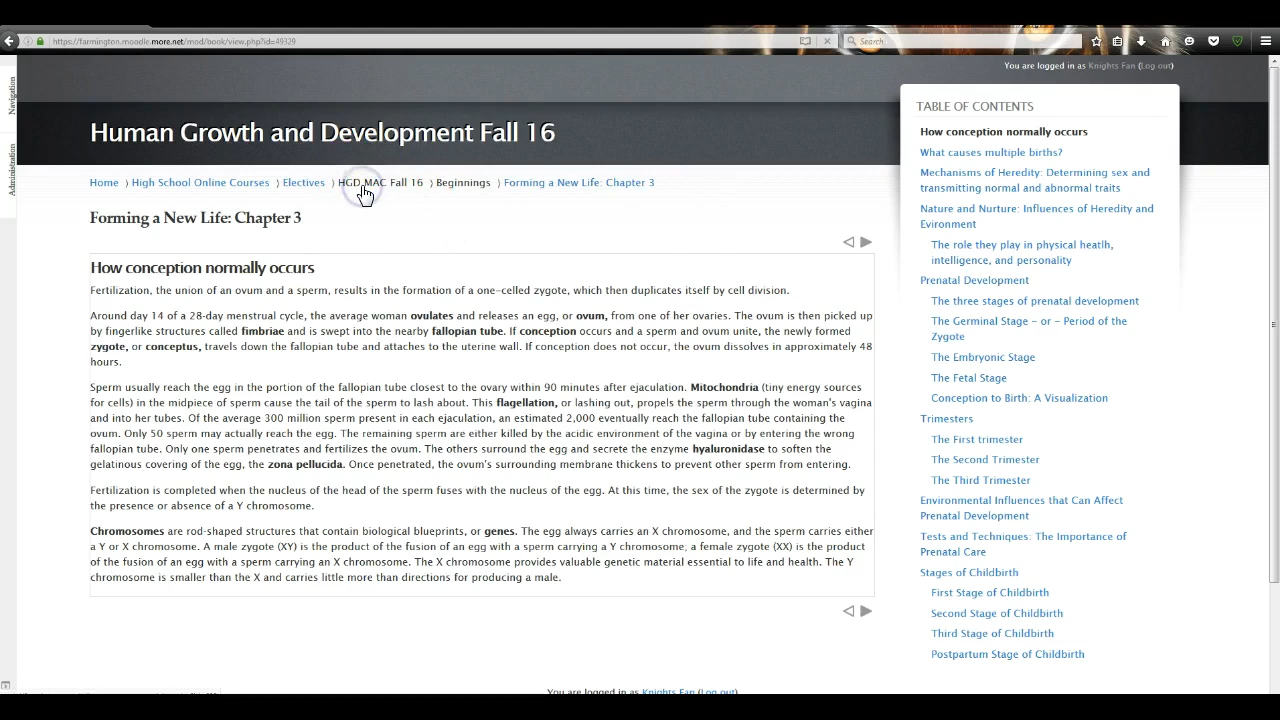 https://farmington.moodle.more.net/mod/book/view.php?id=49329
Search
You are logged in as Knights Fan (Log out)
Navigation
Administration
Human Growth and Development Fall 16
Home 〉 High School Online Courses 〉 Electives 〉 HGD MAC Fall 16 〉 Beginnings 〉 Forming a New Life: Chapter 3
Forming a New Life: Chapter 3
How conception normally occurs
Fertilization, the union of an ovum and a sperm, results in the formation of a one-celled zygote, which then duplicates itself by cell division.
Around day 14 of a 28-day menstrual cycle, the average woman ovulates and releases an egg, or ovum, from one of her ovaries. The ovum is then picked up
by fingerlike structures called fimbriae and is swept into the nearby fallopian tube. If conception occurs and a sperm and ovum unite, the newly formed
zygote, or conceptus, travels down the fallopian tube and attaches to the uterine wall. If conception does not occur, the ovum dissolves in approximately 48
hours.
Sperm usually reach the egg in the portion of the fallopian tube closest to the ovary within 90 minutes after ejaculation. Mitochondria (tiny energy sources
for cells) in the midpiece of sperm cause the tail of the sperm to lash about. This flagellation, or lashing out, propels the sperm through the woman's vagina
and into her tubes. Of the average 300 million sperm present in each ejaculation, an estimated 2,000 eventually reach the fallopian tube containing the
ovum. Only 50 sperm may actually reach the egg. The remaining sperm are either killed by the acidic environment of the vagina or by entering the wrong
fallopian tube. Only one sperm penetrates and fertilizes the ovum. The others surround the egg and secrete the enzyme hyaluronidase to soften the
gelatinous covering of the egg, the zona pellucida. Once penetrated, the ovum's surrounding membrane thickens to prevent other sperm from entering.
Fertilization is completed when the nucleus of the head of the sperm fuses with the nucleus of the egg. At this time, the sex of the zygote is determined by
the presence or absence of a Y chromosome.
Chromosomes are rod-shaped structures that contain biological blueprints, or genes. The egg always carries an X chromosome, and the sperm carries either
a Y or X chromosome. A male zygote (XY) is the product of the fusion of an egg with a sperm carrying a Y chromosome; a female zygote (XX) is the product
of the fusion of an egg with a sperm carrying an X chromosome. The X chromosome provides valuable genetic material essential to life and health. The Y
chromosome is smaller than the X and carries little more than directions for producing a male.
TABLE OF CONTENTS
How conception normally occurs
What causes multiple births?
Mechanisms of Heredity: Determining sex and
transmitting normal and abnormal traits
Nature and Nurture: Influences of Heredity and
Evironment
The role they play in physical heatlh,
intelligence, and personality
Prenatal Development
The three stages of prenatal development
The Germinal Stage - or - Period of the
Zygote
The Embryonic Stage
The Fetal Stage
Conception to Birth: A Visualization
Trimesters
The First trimester
The Second Trimester
The Third Trimester
Environmental Influences that Can Affect
Prenatal Development
Tests and Techniques: The Importance of
Prenatal Care
Stages of Childbirth
First Stage of Childbirth
Second Stage of Childbirth
Third Stage of Childbirth
Postpartum Stage of Childbirth
You are logged in as Knights Fan (Log out)